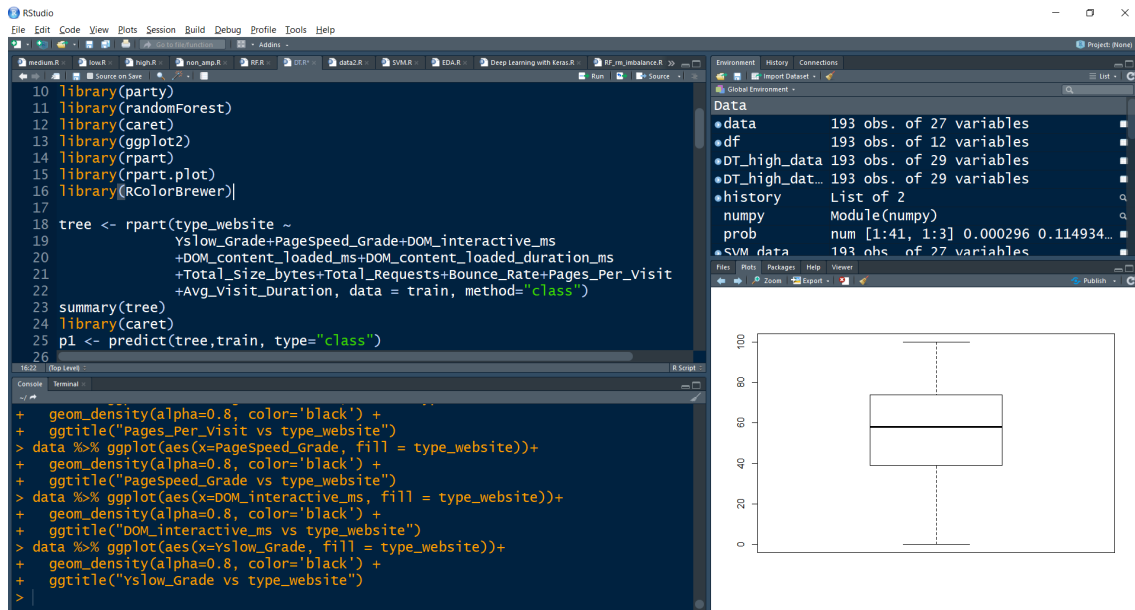 RStudio
File Edit Code View Plots Session Build Debug Profile Tools Help
Go to file/function Addins
Project: (None)
medium.R low.R high.R non_amp.R RF.R DT.R* data2.R SVM.R EDA.R Deep Learning with Keras.R RF_rm_imbalance.R
Source on Save Run Source
10 library(party)
11 library(randomForest)
12 library(caret)
13 library(ggplot2)
14 library(rpart)
15 library(rpart.plot)
16 library(RColorBrewer)
17
18 tree <- rpart(type_website ~
19 Yslow_Grade+PageSpeed_Grade+DOM_interactive_ms
20 +DOM_content_loaded_ms+DOM_content_loaded_duration_ms
21 +Total_Size_bytes+Total_Requests+Bounce_Rate+Pages_Per_Visit
22 +Avg_Visit_Duration, data = train, method="class")
23 summary(tree)
24 library(caret)
25 p1 <- predict(tree,train, type="class")
26
16:22 (Top Level) R Script
Console Terminal
~/
+ geom_density(alpha=0.8, color='black') +
+ ggtitle("Pages_Per_Visit vs type_website")
> data %>% ggplot(aes(x=PageSpeed_Grade, fill = type_website))+
+ geom_density(alpha=0.8, color='black') +
+ ggtitle("PageSpeed_Grade vs type_website")
> data %>% ggplot(aes(x=DOM_interactive_ms, fill = type_website))+
+ geom_density(alpha=0.8, color='black') +
+ ggtitle("DOM_interactive_ms vs type_website")
> data %>% ggplot(aes(x=Yslow_Grade, fill = type_website))+
+ geom_density(alpha=0.8, color='black') +
+ ggtitle("Yslow_Grade vs type_website")
>
Environment History Connections
Import Dataset List
Global Environment
Data
data 193 obs. of 27 variables
df 193 obs. of 12 variables
DT_high_data 193 obs. of 29 variables
DT_high_dat… 193 obs. of 29 variables
history List of 2
numpy Module(numpy)
prob num [1:41, 1:3] 0.000296 0.114934…
SVM data 193 obs. of 27 variables
Files Plots Packages Help Viewer
Zoom Export Publish
100
80
60
40
20
0